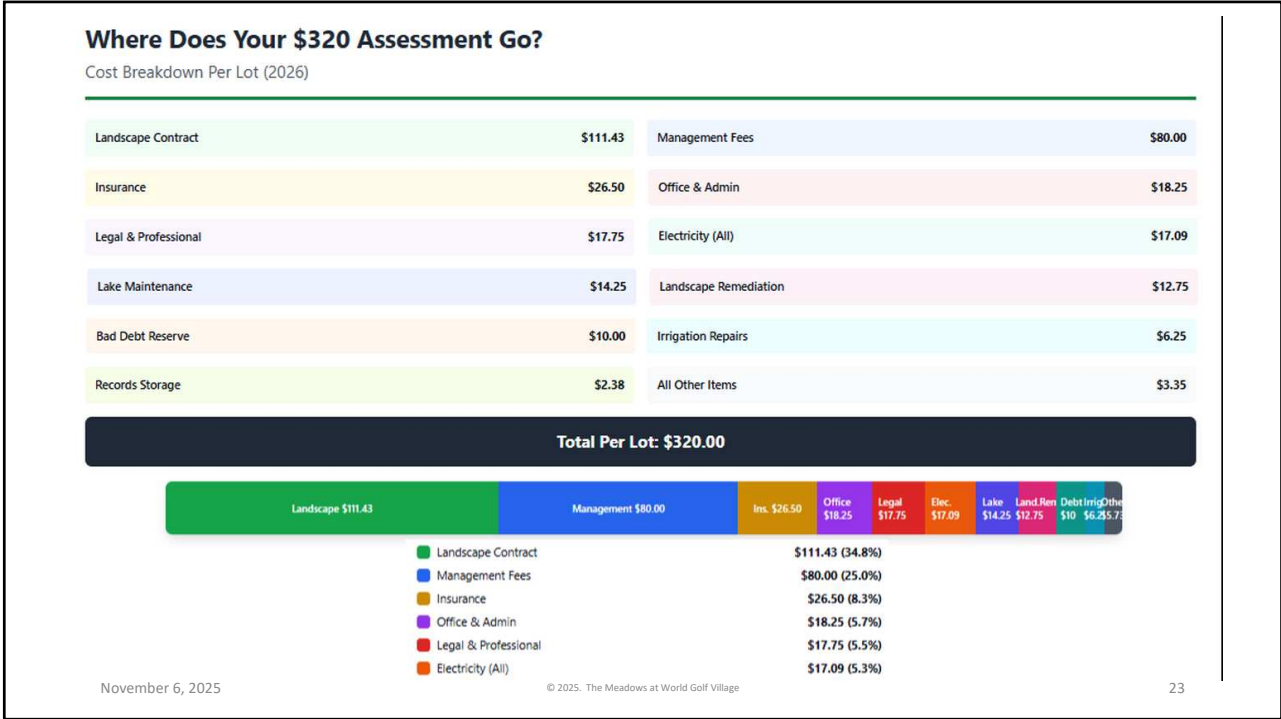 Where Does Your $320 Assessment Go?
Cost Breakdown Per Lot (2026)
Landscape Contract $111.43 Management Fees $80.00
Insurance $26.50 Office & Admin $18.25
Legal & Professional $17.75 Electricity (All) $17.09
Lake Maintenance $14.25 Landscape Remediation $12.75
Bad Debt Reserve $10.00 Irrigation Repairs $6.25
Records Storage $2.38 All Other Items $3.35
Total Per Lot: $320.00
Landscape $111.43 Management $80.00 Ins. $26.50
Office Legal Elec. Lake Land.Rem Debt Irrig Othe
$18.25 $17.75 $17.09 $14.25 $12.75 $10 $6.25 $5.73
Landscape Contract $111.43 (34.8%)
Management Fees $80.00 (25.0%)
Insurance $26.50 (8.3%)
Office & Admin $18.25 (5.7%)
Legal & Professional $17.75 (5.5%)
Electricity (All) $17.09 (5.3%)
November 6, 2025 © 2025. The Meadows at World Golf Village 23